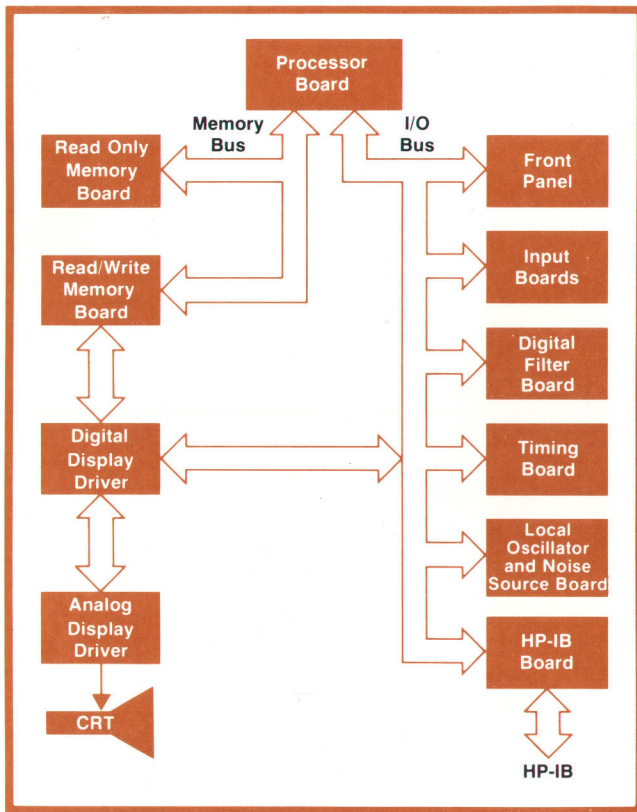 Processor
Board
Memory
Bus
I/O
Bus
Read Only
Memory
Board
Front
Panel
Read/Write
Memory
Board
Input
Boards
Digital
Filter
Board
Digital
Display
Driver
Timing
Board
Local
Oscillator
and Noise
Source Board
Analog
Display
Driver
HP-IB
Board
CRT
HP-IB